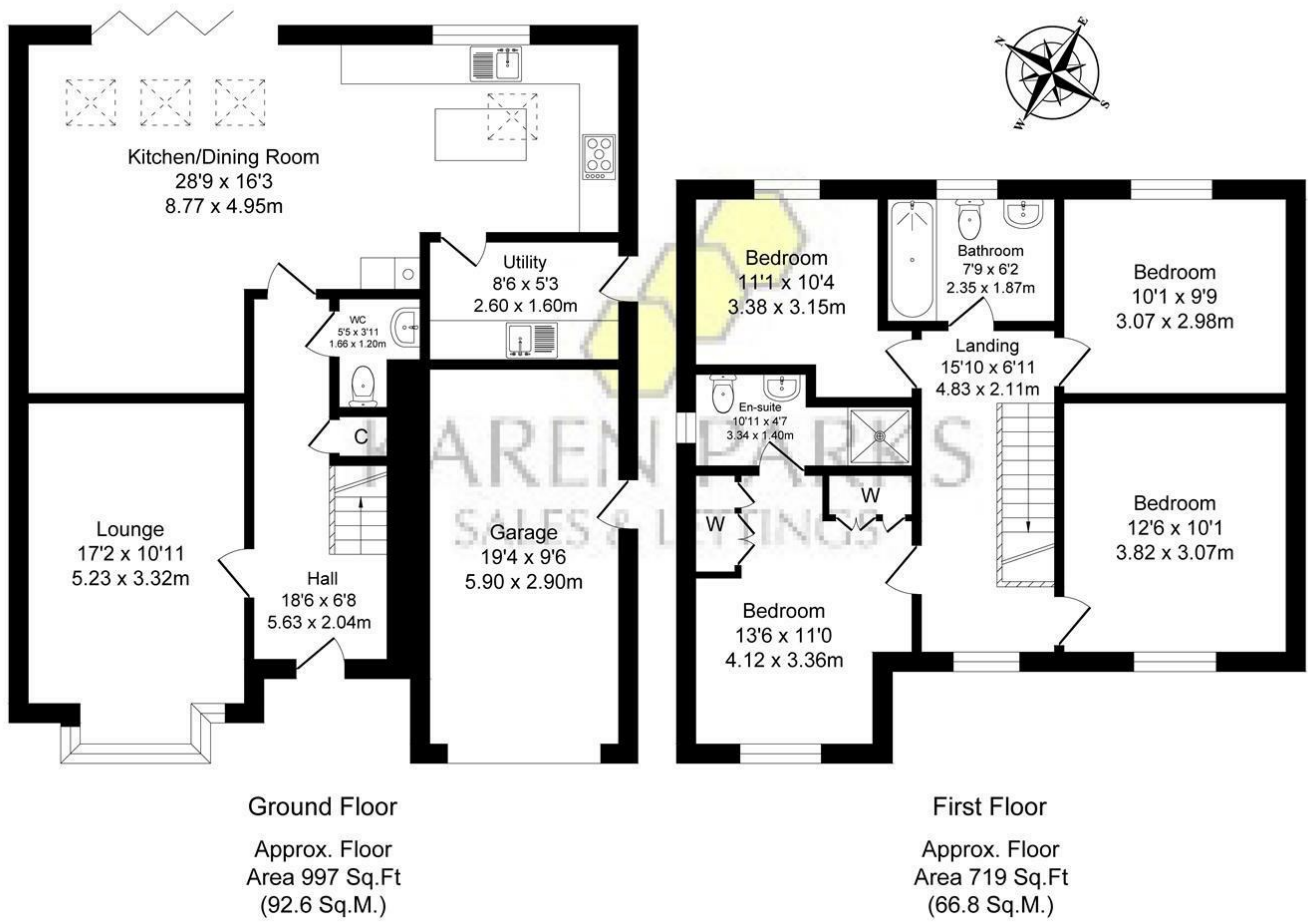 N
E
W
S
Kitchen/Dining Room
28'9 x 16'3
8.77 x 4.95m
Utility
8'6 x 5'3
2.60 x 1.60m
WC
5'5 x 3'11
1.66 x 1.20m
C
Lounge
17'2 x 10'11
5.23 x 3.32m
Hall
18'6 x 6'8
5.63 x 2.04m
Garage
19'4 x 9'6
5.90 x 2.90m
KAREN PARKS
SALES & LETTINGS
Bedroom
11'1 x 10'4
3.38 x 3.15m
Bathroom
7'9 x 6'2
2.35 x 1.87m
Bedroom
10'1 x 9'9
3.07 x 2.98m
Landing
15'10 x 6'11
4.83 x 2.11m
En-suite
10'11 x 4'7
3.34 x 1.40m
W
W
Bedroom
12'6 x 10'1
3.82 x 3.07m
Bedroom
13'6 x 11'0
4.12 x 3.36m
Ground Floor
Approx. Floor
Area 997 Sq.Ft
(92.6 Sq.M.)
First Floor
Approx. Floor
Area 719 Sq.Ft
(66.8 Sq.M.)